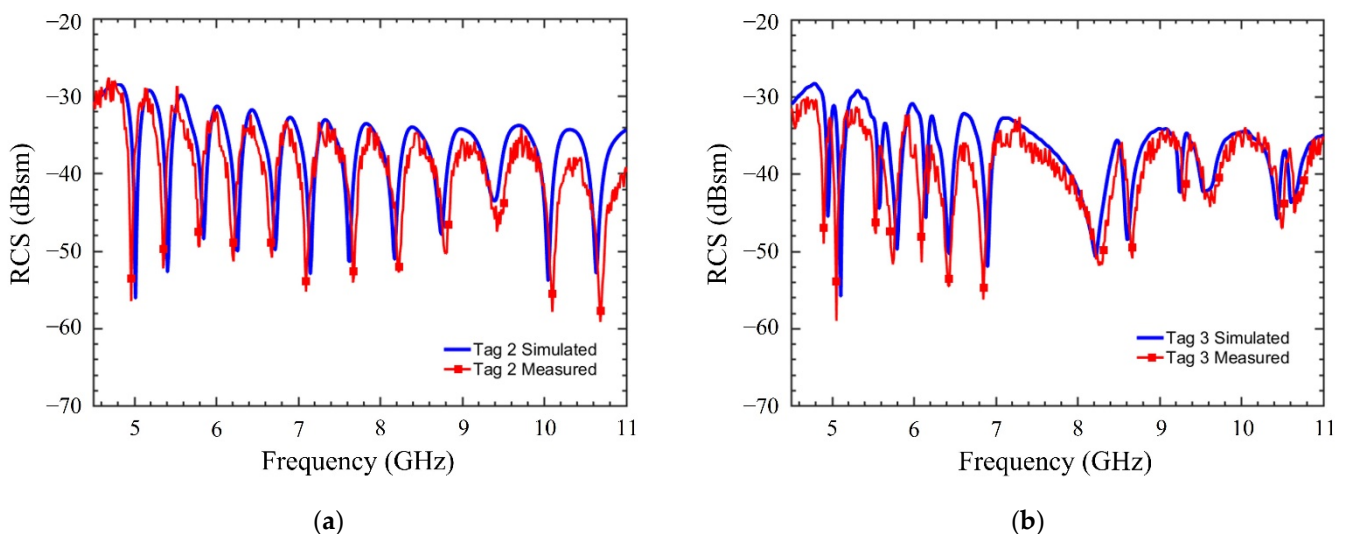 −20
−30
−40
−50
−60
−70
RCS (dBsm)
Tag 2 Simulated
Tag 2 Measured
5 6 7 8 9 10 11
Frequency (GHz)
(a)
−20
−30
−40
−50
−60
−70
RCS (dBsm)
Tag 3 Simulated
Tag 3 Measured
5 6 7 8 9 10 11
Frequency (GHz)
(b)